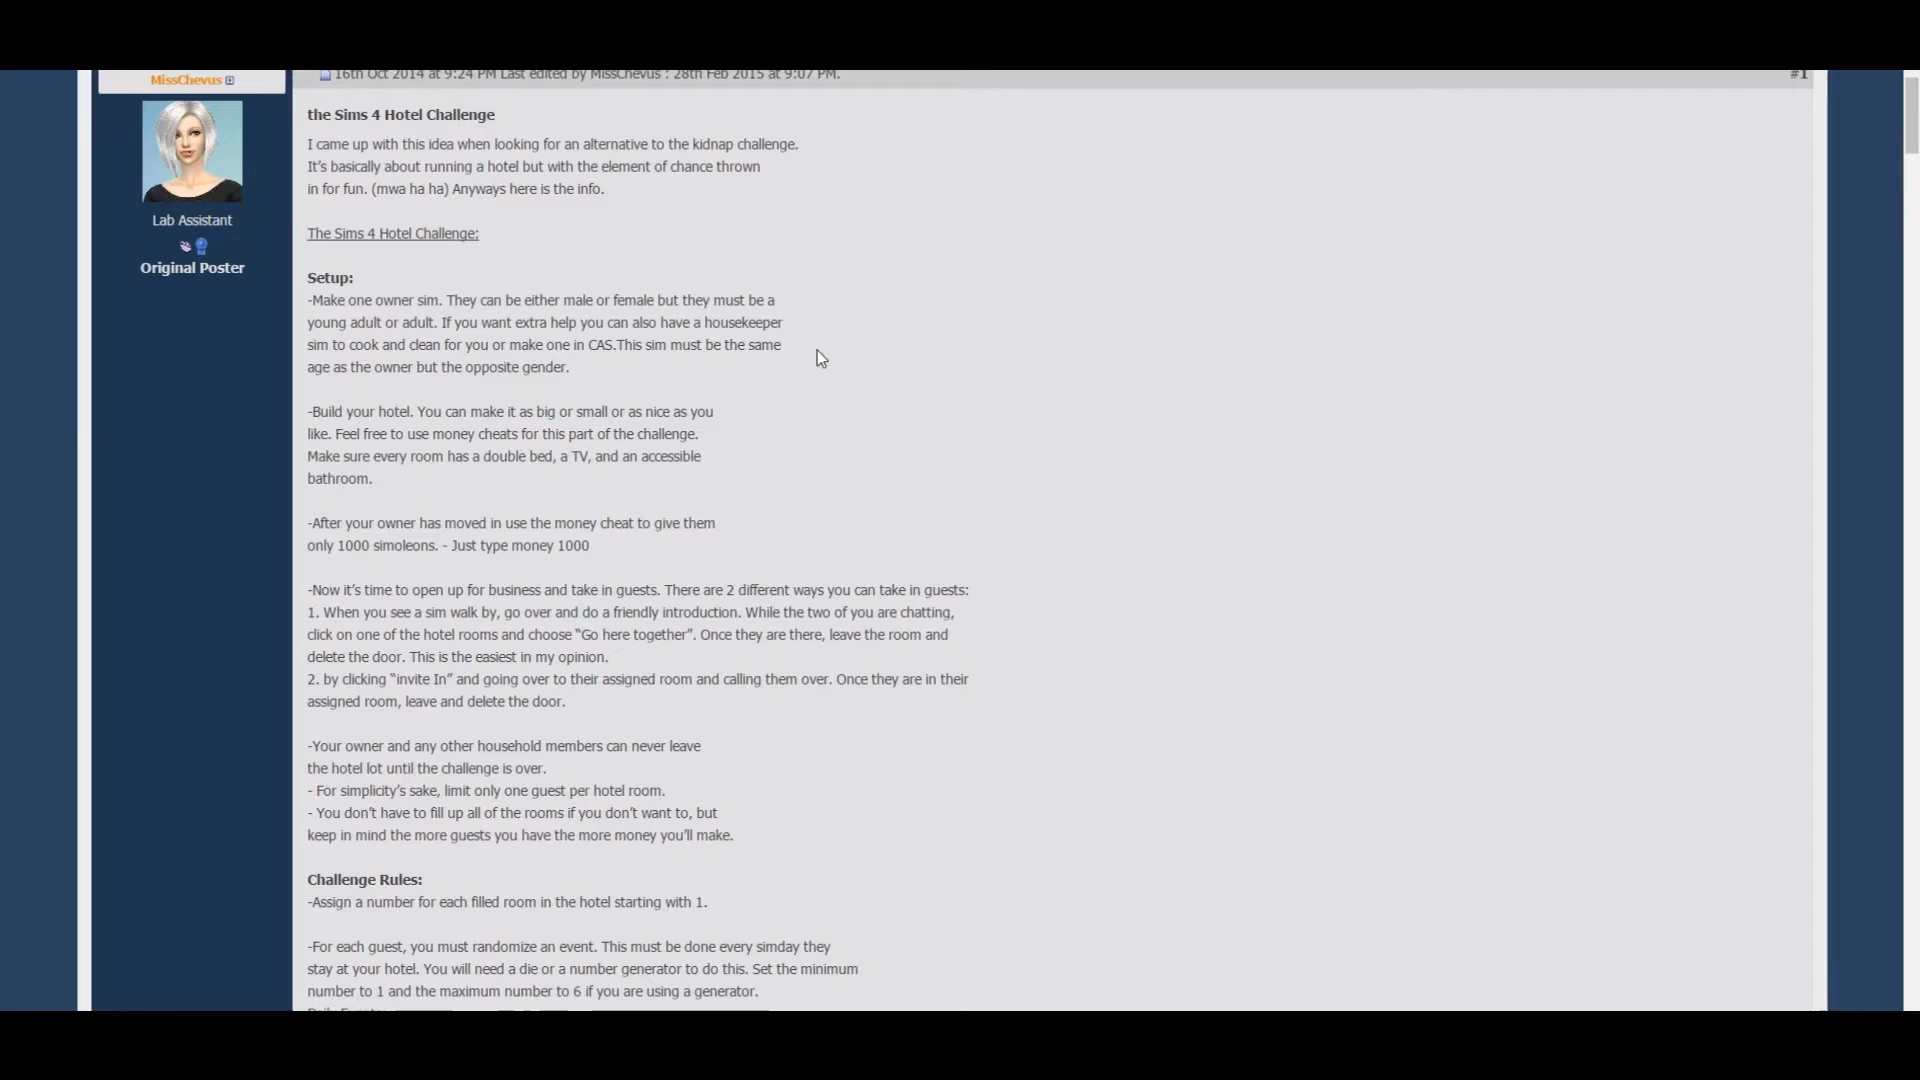 MissChevus
16th Oct 2014 at 9:24 PM Last edited by MissChevus : 28th Feb 2015 at 9:07 PM.
#1
Lab Assistant
Original Poster
the Sims 4 Hotel Challenge
I came up with this idea when looking for an alternative to the kidnap challenge.
It's basically about running a hotel but with the element of chance thrown
in for fun. (mwa ha ha) Anyways here is the info.
The Sims 4 Hotel Challenge:
Setup:
-Make one owner sim. They can be either male or female but they must be a
young adult or adult. If you want extra help you can also have a housekeeper
sim to cook and clean for you or make one in CAS.This sim must be the same
age as the owner but the opposite gender.
-Build your hotel. You can make it as big or small or as nice as you
like. Feel free to use money cheats for this part of the challenge.
Make sure every room has a double bed, a TV, and an accessible
bathroom.
-After your owner has moved in use the money cheat to give them
only 1000 simoleons. - Just type money 1000
-Now it's time to open up for business and take in guests. There are 2 different ways you can take in guests:
1. When you see a sim walk by, go over and do a friendly introduction. While the two of you are chatting,
click on one of the hotel rooms and choose “Go here together”. Once they are there, leave the room and
delete the door. This is the easiest in my opinion.
2. by clicking “invite In” and going over to their assigned room and calling them over. Once they are in their
assigned room, leave and delete the door.
-Your owner and any other household members can never leave
the hotel lot until the challenge is over.
- For simplicity's sake, limit only one guest per hotel room.
- You don't have to fill up all of the rooms if you don't want to, but
keep in mind the more guests you have the more money you'll make.
Challenge Rules:
-Assign a number for each filled room in the hotel starting with 1.
-For each guest, you must randomize an event. This must be done every simday they
stay at your hotel. You will need a die or a number generator to do this. Set the minimum
number to 1 and the maximum number to 6 if you are using a generator.